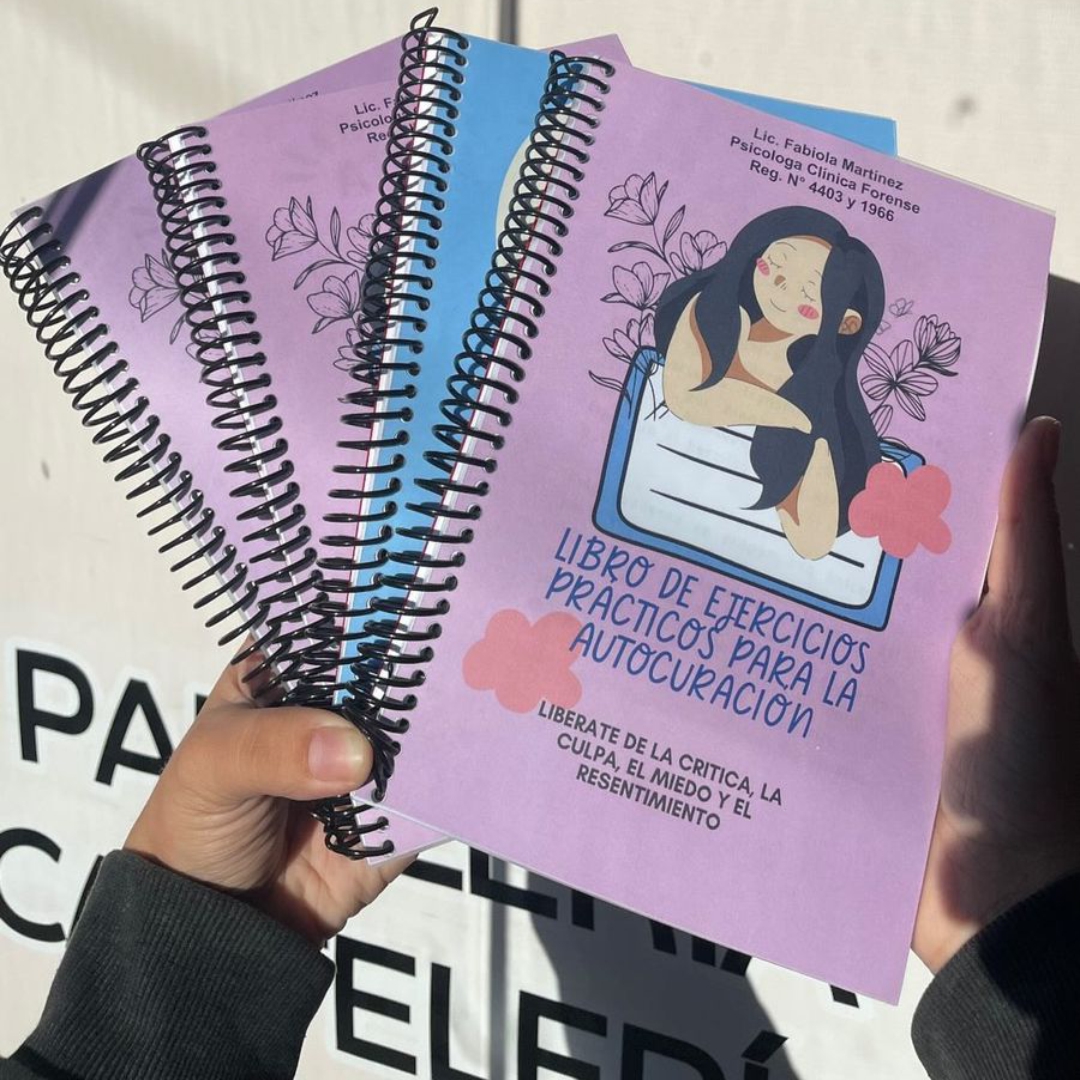 Lic. Fabiola Martinez
Psicologa Clinica Forense
Reg. N° 4403 y 1966
LIBRO DE EJERCICIOS
PRACTICOS PARA LA
AUTOCURACION
LIBERATE DE LA CRITICA, LA
CULPA, EL MIEDO Y EL
RESENTIMIENTO
Lic.